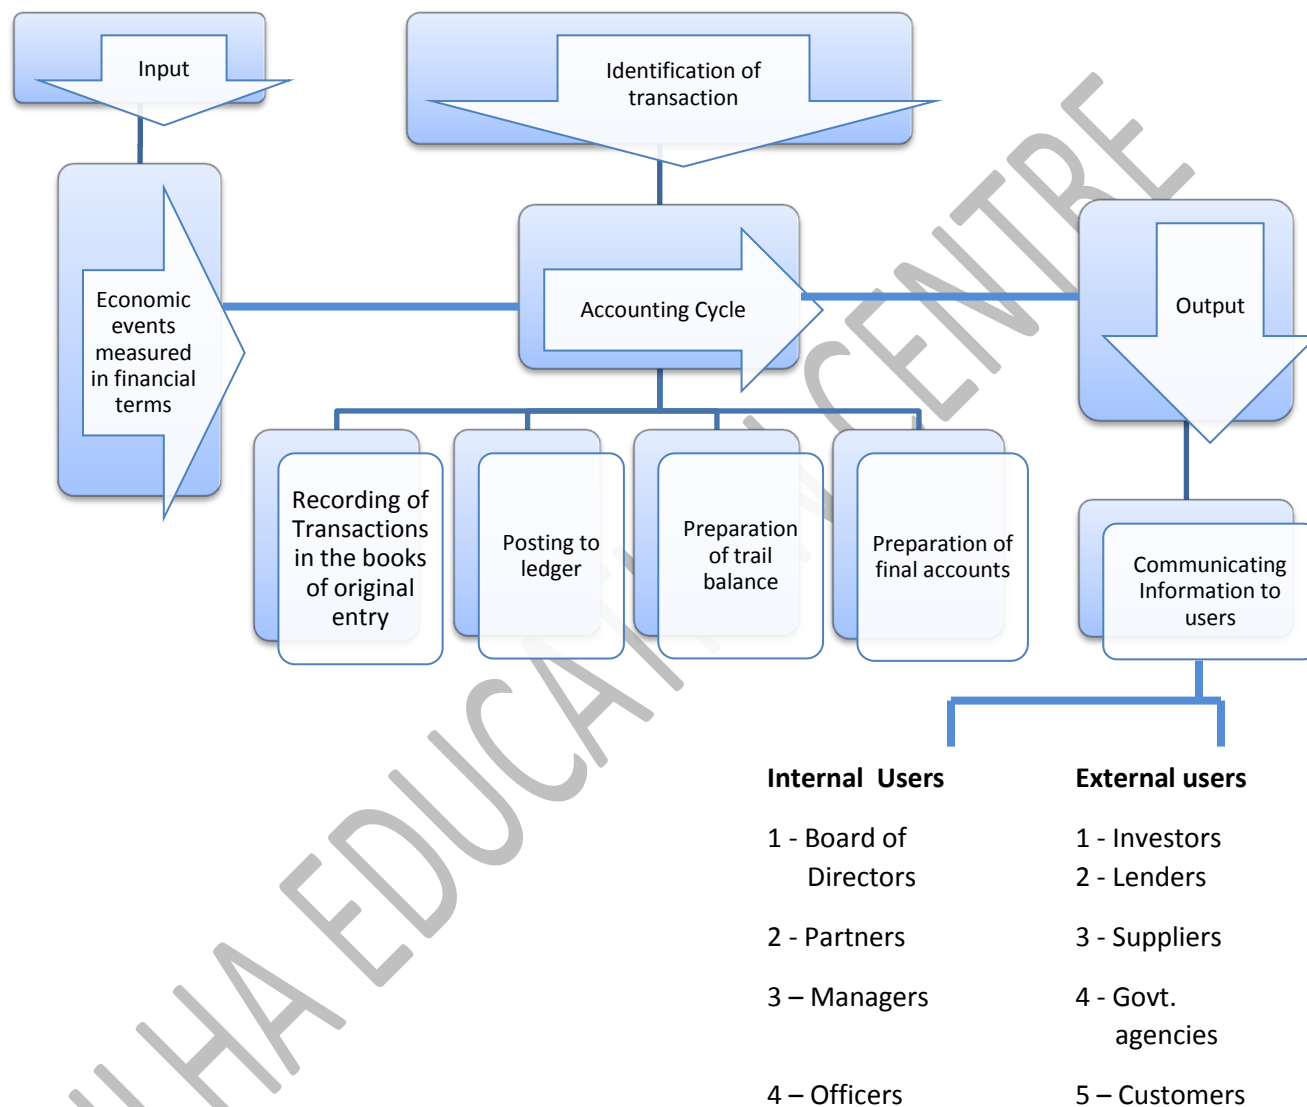 Input
Identification of
transaction
Economic
events
measured
in financial
terms
Accounting Cycle
Output
Recording of
Transactions
in the books
of original
entry
Posting to
ledger
Preparation
of trail
balance
Preparation of
final accounts
Communicating
Information to
users
Internal Users
1 - Board of
Directors
2 - Partners
3 – Managers
4 – Officers
External users
1 - Investors
2 - Lenders
3 - Suppliers
4 - Govt.
agencies
5 – Customers
CENTRE